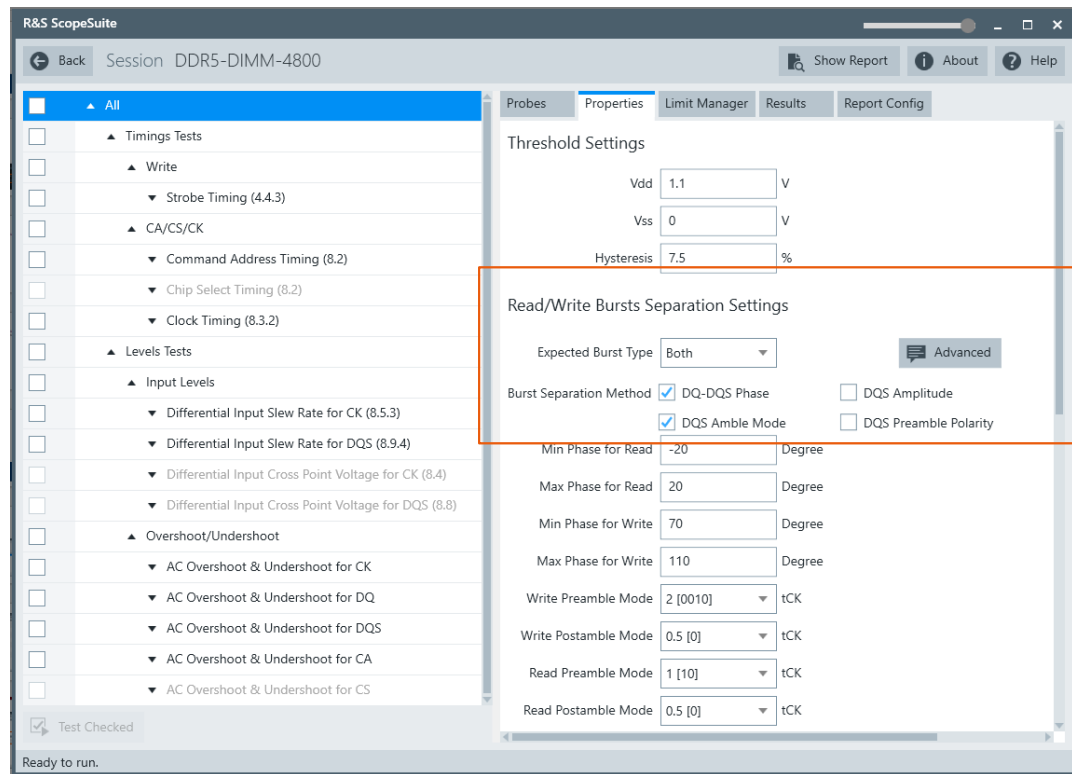 R&S ScopeSuite
Back Session DDR5-DIMM-4800 Show Report About Help
All
Timings Tests
Write
Strobe Timing (4.4.3)
CA/CS/CK
Command Address Timing (8.2)
Chip Select Timing (8.2)
Clock Timing (8.3.2)
Levels Tests
Input Levels
Differential Input Slew Rate for CK (8.5.3)
Differential Input Slew Rate for DQS (8.9.4)
Differential Input Cross Point Voltage for CK (8.4)
Differential Input Cross Point Voltage for DQS (8.8)
Overshoot/Undershoot
AC Overshoot & Undershoot for CK
AC Overshoot & Undershoot for DQ
AC Overshoot & Undershoot for DQS
AC Overshoot & Undershoot for CA
AC Overshoot & Undershoot for CS
Test Checked
Probes Properties Limit Manager Results Report Config
Threshold Settings
Vdd 1.1 V
Vss 0 V
Hysteresis 7.5 %
Read/Write Bursts Separation Settings
Expected Burst Type Both Advanced
Burst Separation Method DQ-DQS Phase DQS Amplitude
DQS Amble Mode DQS Preamble Polarity
Min Phase for Read -20 Degree
Max Phase for Read 20 Degree
Min Phase for Write 70 Degree
Max Phase for Write 110 Degree
Write Preamble Mode 2 [0010] tCK
Write Postamble Mode 0.5 [0] tCK
Read Preamble Mode 1 [10] tCK
Read Postamble Mode 0.5 [0] tCK
Ready to run.